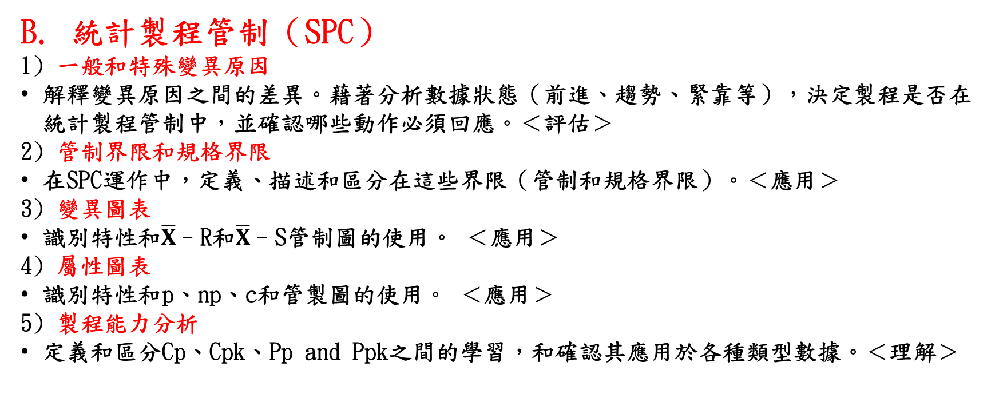 B. 統計製程管制（SPC）
1) 一般和特殊變異原因
• 解釋變異原因之間的差異。藉著分析數據狀態（前進、趨勢、緊靠等），決定製程是否在
統計製程管制中，並確認哪些動作必須回應。＜評估＞
2) 管制界限和規格界限
• 在SPC運作中，定義、描述和區分在這些界限（管制和規格界限）。＜應用＞
3) 變異圖表
• 識別特性和X̿－R和X̿－S管制圖的使用。 ＜應用＞
4) 屬性圖表
• 識別特性和p、np、c和管製圖的使用。 ＜應用＞
5) 製程能力分析
• 定義和區分Cp、Cpk、Pp and Ppk之間的學習，和確認其應用於各種類型數據。＜理解＞